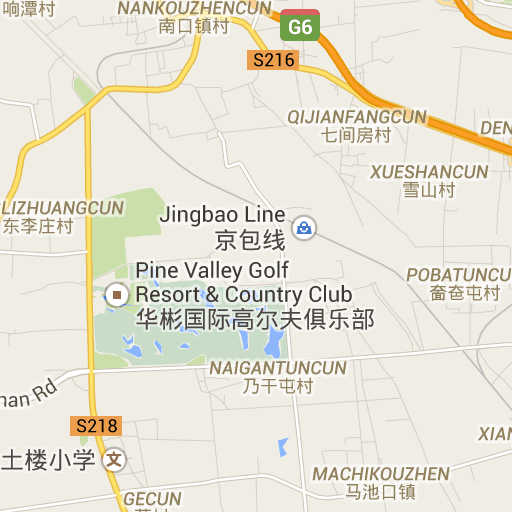 响潭村
NANKOUZHENCUN
南口镇村
G6
S216
QIJIANFANGCUN
七间房村
DEN
XUESHANCUN
雪山村
LIZHUANGCUN
东李庄村
Jingbao Line
京包线
Pine Valley Golf
Resort & Country Club
华彬国际高尔夫俱乐部
POBATUNCUN
畲奤屯村
NAIGANTUNCUN
乃干屯村
nan Rd
S218
XIAN
土楼小学
文
MACHIKOUZHEN
马池口镇
GECUN